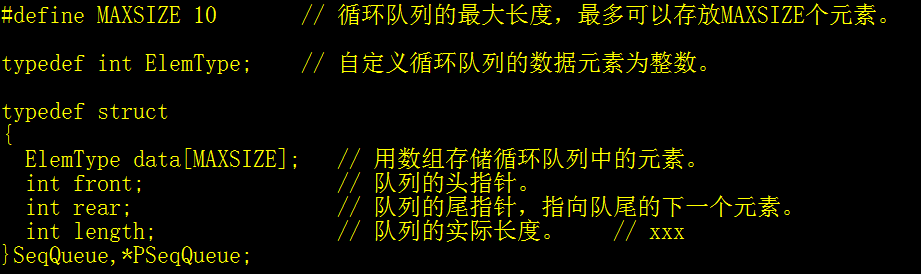 #define MAXSIZE 10 // 循环队列的最大长度，最多可以存放MAXSIZE个元素。
typedef int ElemType; // 自定义循环队列的数据元素为整数。
typedef struct
{
ElemType data[MAXSIZE]; // 用数组存储循环队列中的元素。
int front; // 队列的头指针。
int rear; // 队列的尾指针，指向队尾的下一个元素。
int length; // 队列的实际长度。 // xxx
}SeqQueue,*PSeqQueue;